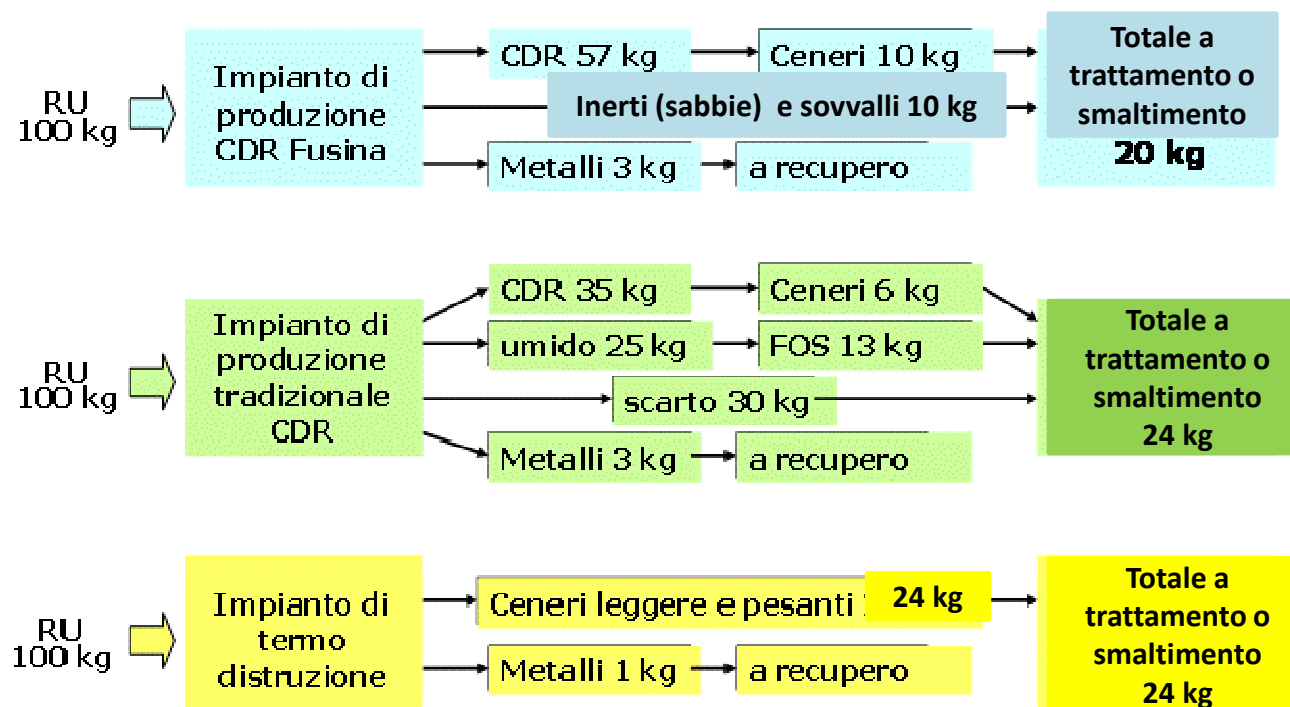 RU
100 kg
Impianto di
produzione
CDR Fusina
CDR 57 kg
Ceneri 10 kg
Inerti (sabbie) e sovvalli 10 kg
Metalli 3 kg
a recupero
Totale a
trattamento o
smaltimento
20 kg
RU
100 kg
Impianto di
produzione
tradizionale
CDR
CDR 35 kg
Ceneri 6 kg
umido 25 kg
FOS 13 kg
scarto 30 kg
Metalli 3 kg
a recupero
Totale a
trattamento o
smaltimento
24 kg
RU
100 kg
Impianto di
termo
distruzione
Ceneri leggere e pesanti 24 kg
Metalli 1 kg
a recupero
Totale a
trattamento o
smaltimento
24 kg